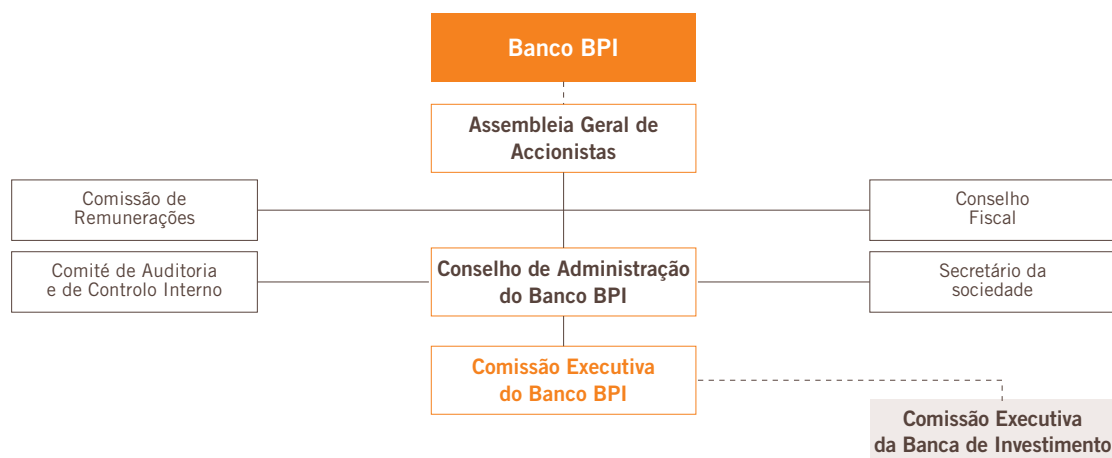 Banco BPI
Assembleia Geral de
Accionistas
Comissão de
Remunerações
Conselho
Fiscal
Comité de Auditoria
e de Controlo Interno
Conselho de Administração
do Banco BPI
Secretário da
sociedade
Comissão Executiva
do Banco BPI
Comissão Executiva
da Banca de Investimento